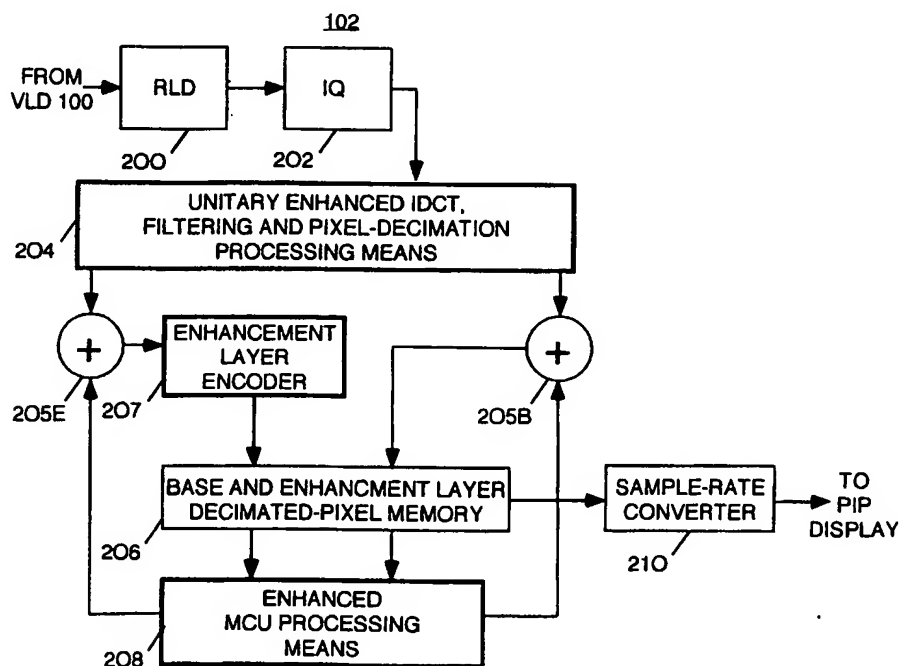 102
FROM
VLD 100
RLD
IQ
200
202
UNITARY ENHANCED IDCT,
FILTERING AND PIXEL-DECIMATION
PROCESSING MEANS
204
+
ENHANCEMENT
LAYER
ENCODER
+
205E
207
205B
BASE AND ENHANCMENT LAYER
DECIMATED-PIXEL MEMORY
SAMPLE-RATE
CONVERTER
TO
PIP
DISPLAY
206
210
ENHANCED
MCU PROCESSING
MEANS
208